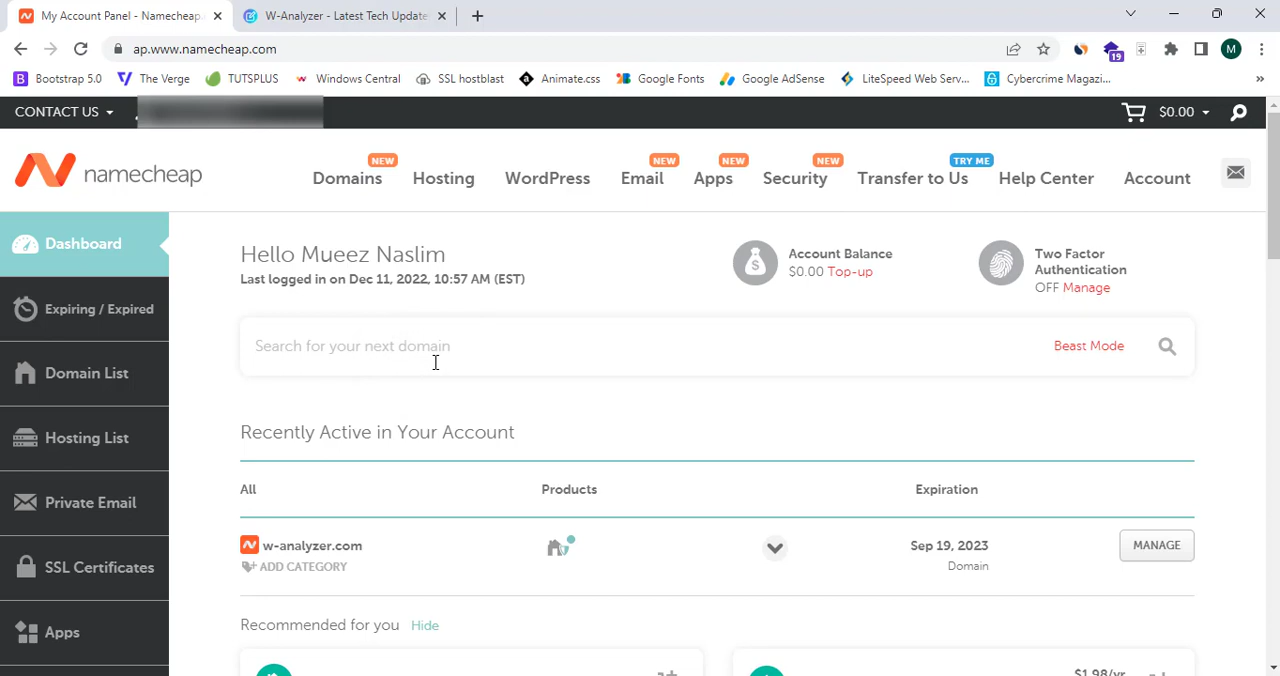 My Account Panel - Namecheap
W-Analyzer - Latest Tech Update
ap.www.namecheap.com
19
M
B Bootstrap 5.0
The Verge
TUTSPLUS
Windows Central
SSL hostblast
Animate.css
Google Fonts
Google AdSense
LiteSpeed Web Serv...
Cybercrime Magazi...
CONTACT US
$0.00
namecheap
Domains NEW
Hosting
WordPress
Email NEW
Apps NEW
Security NEW
Transfer to Us TRY ME
Help Center
Account
Dashboard
Expiring / Expired
Domain List
Hosting List
Private Email
SSL Certificates
Apps
Hello Mueez Naslim
Last logged in on Dec 11, 2022, 10:57 AM (EST)
Account Balance
$0.00 Top-up
Two Factor
Authentication
OFF Manage
Search for your next domain
Beast Mode
Recently Active in Your Account
All Products Expiration
w-analyzer.com
ADD CATEGORY
Sep 19, 2023
Domain
MANAGE
Recommended for you Hide
$1.98/yr